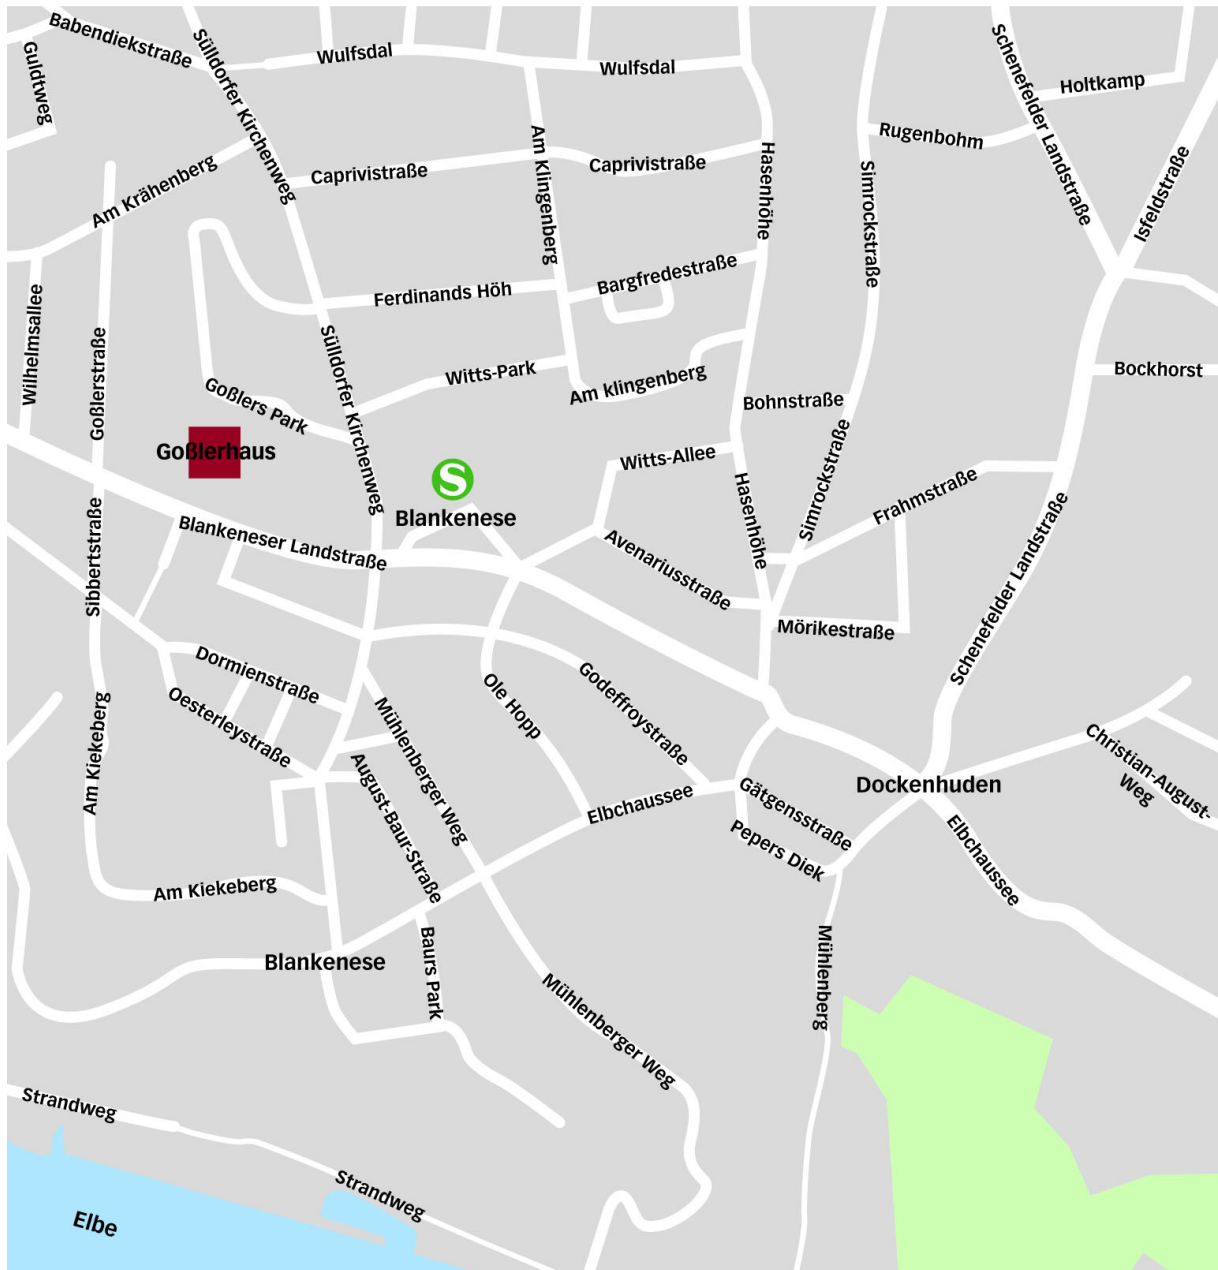 Babendiekstraße
Guldtweg
Sülldorfer Kirchenweg
Wulfsdal
Wulfsdal
Schenefelder Landstraße
Holtkamp
Rugenbohm
Isfeldstraße
Am Krähenberg
Caprivistraße
Am Klingenberg
Caprivistraße
Hasenhöhe
Simrockstraße
Wilhelmsallee
Goßlerstraße
Ferdinands Höh
Bargfredestraße
Sülldorfer Kirchenweg
Witts-Park
Am klingenberg
Bockhorst
Goßlers Park
Bohnstraße
Goßlerhaus
Witts-Allee
Simrockstraße
S
Blankenese
Hasenhöhe
Frahmstraße
Sibbertstraße
Blankeneser Landstraße
Avenariusstraße
Schenefelder Landstraße
Mörikestraße
Dormienstraße
Oesterleystraße
Am Kiekeberg
Mühlenberger Weg
Ole Hopp
Godeffroystraße
August-Baur-Straße
Elbchaussee
Gätgensstraße
Dockenhuden
Christian-August-
Weg
Pepers Diek
Elbchaussee
Am Kiekeberg
Blankenese
Baurs Park
Mühlenberg
Mühlenberger Weg
Strandweg
Strandweg
Elbe